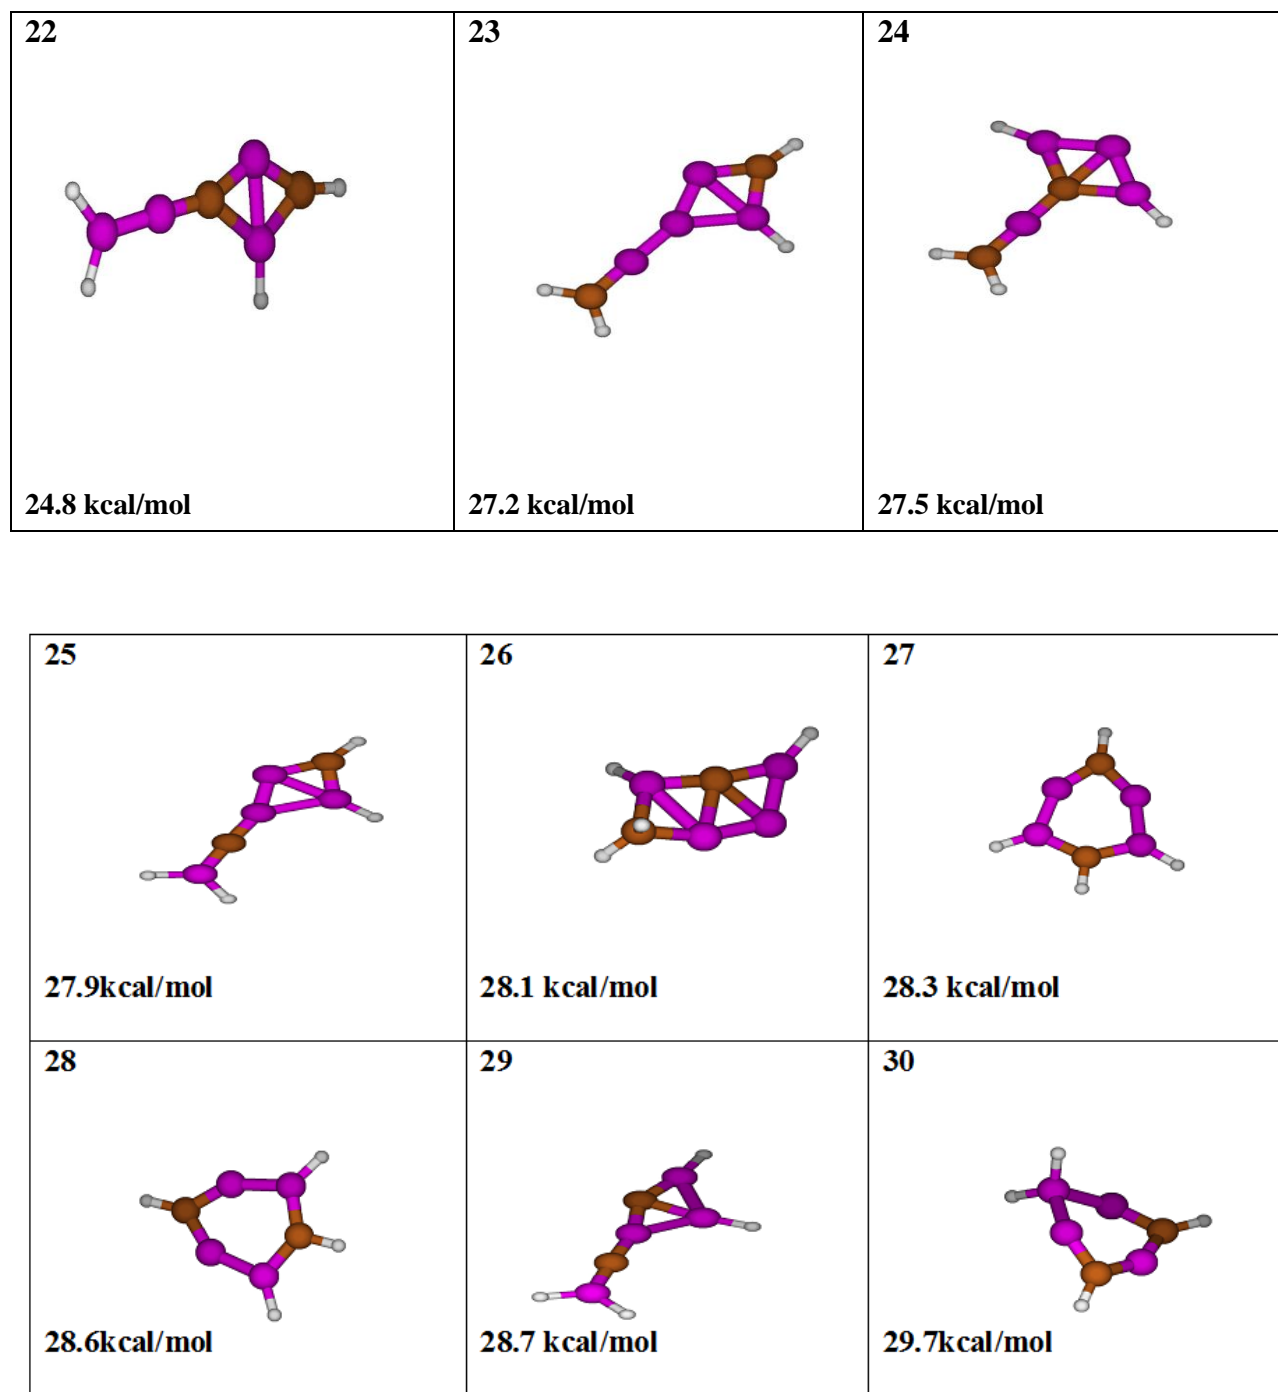 22 23 24
24.8 kcal/mol 27.2 kcal/mol 27.5 kcal/mol
25 26 27
27.9kcal/mol 28.1 kcal/mol 28.3 kcal/mol
28 29 30
28.6kcal/mol 28.7 kcal/mol 29.7kcal/mol